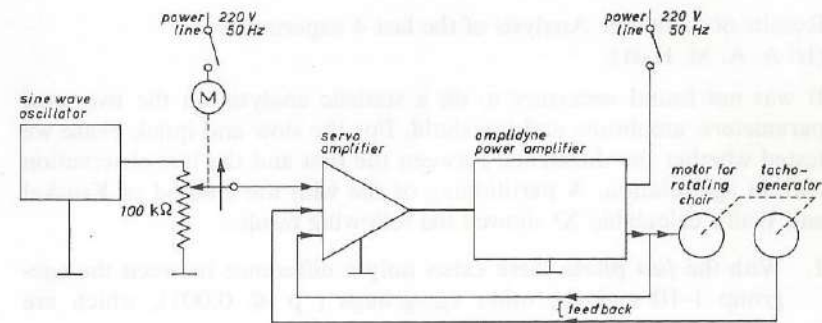 power 220 V
line 50 Hz
M
sine wave
oscillator
100 kΩ
amplifier
amplidyne
power amplifier
power 220 V
line 50 Hz
motor for
rotating
chair
tacho-
generator
feedback